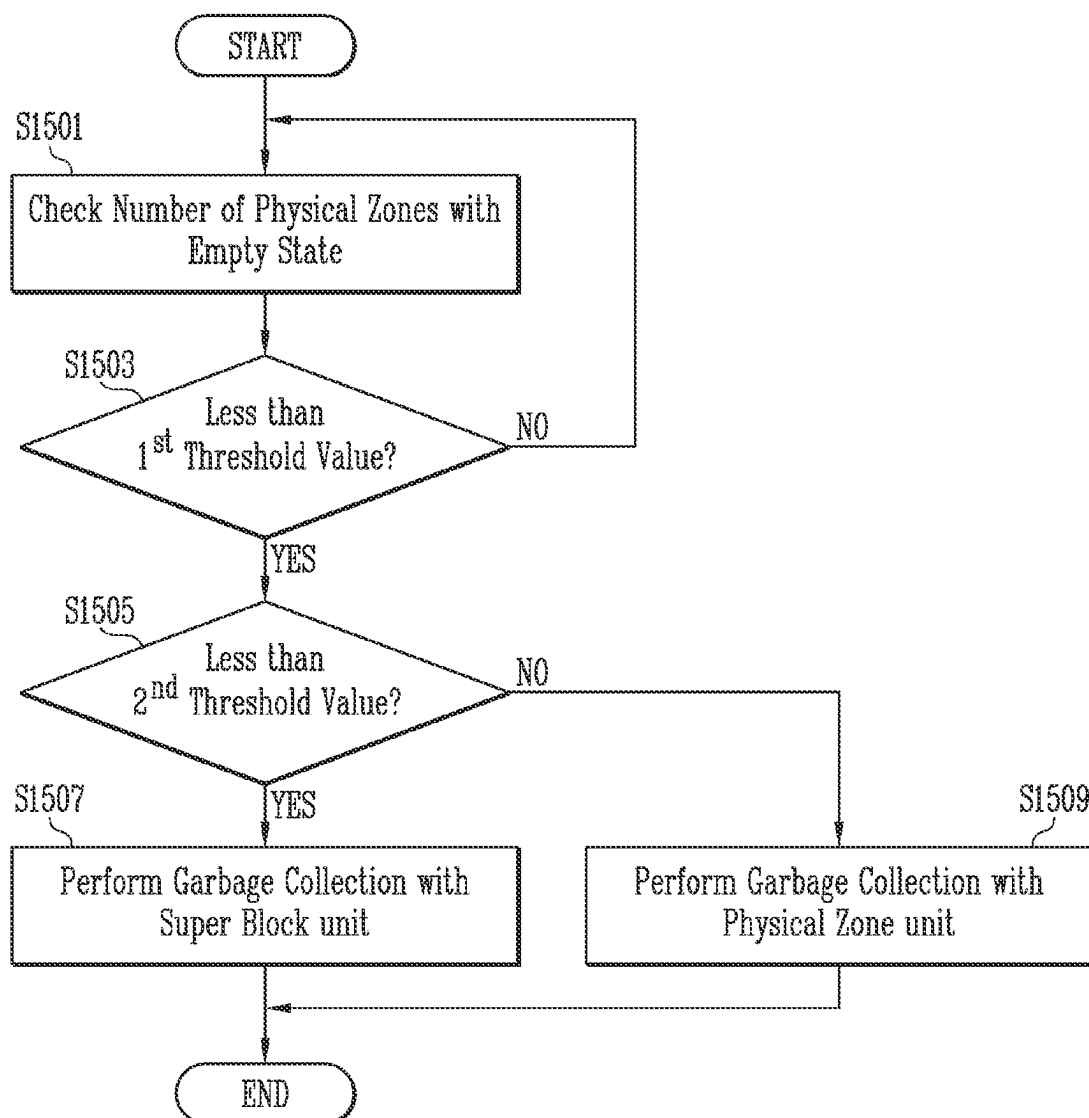 START
S1501
Check Number of Physical Zones with
Empty State
S1503
Less than
1st Threshold Value?
NO
YES
S1505
Less than
2nd Threshold Value?
NO
YES
S1507
Perform Garbage Collection with
Super Block unit
S1509
Perform Garbage Collection with
Physical Zone unit
END